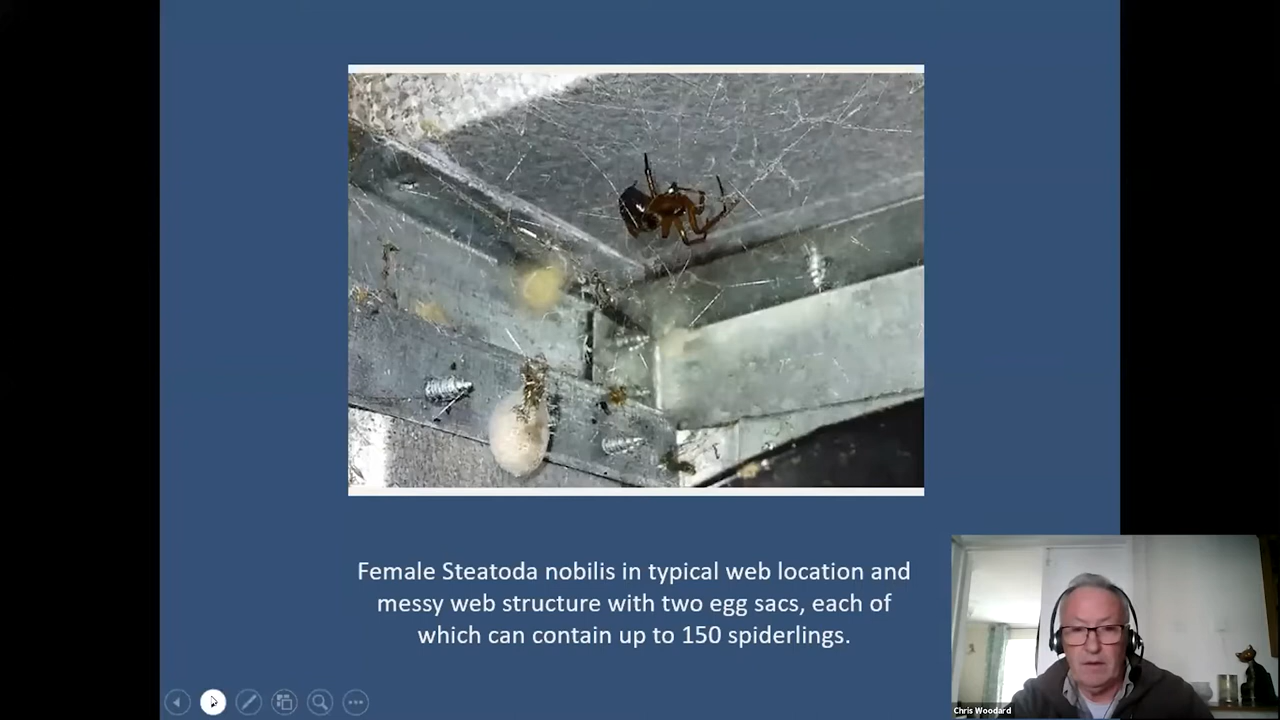 Female Steatoda nobilis in typical web location and
messy web structure with two egg sacs, each of
which can contain up to 150 spiderlings.
Chris Woodard